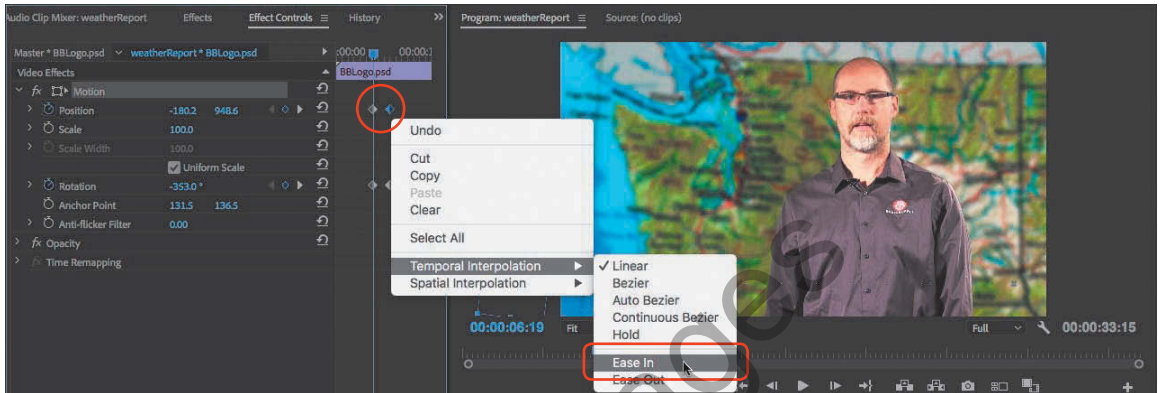 Audio Clip Mixer: weatherReport Effects Effect Controls History
Program: weatherReport Source: (no clips)
Master * BBLogo.psd weatherReport * BBLogo.psd :00:00 00:00:1
Video Effects BBLogo.psd
fx Motion
Position -180.2 948.6
Scale 100.0
Scale Width 100.0
Uniform Scale
Rotation -353.0 °
Anchor Point 131.5 136.5
Anti-flicker Filter 0.00
fx Opacity
fx Time Remapping
Undo
Cut
Copy
Paste
Clear
Select All
Temporal Interpolation
Spatial Interpolation
Linear
Bezier
Auto Bezier
Continuous Bezier
Hold
Ease In
Ease Out
00:00:06:19 Fit Full 00:00:33:15